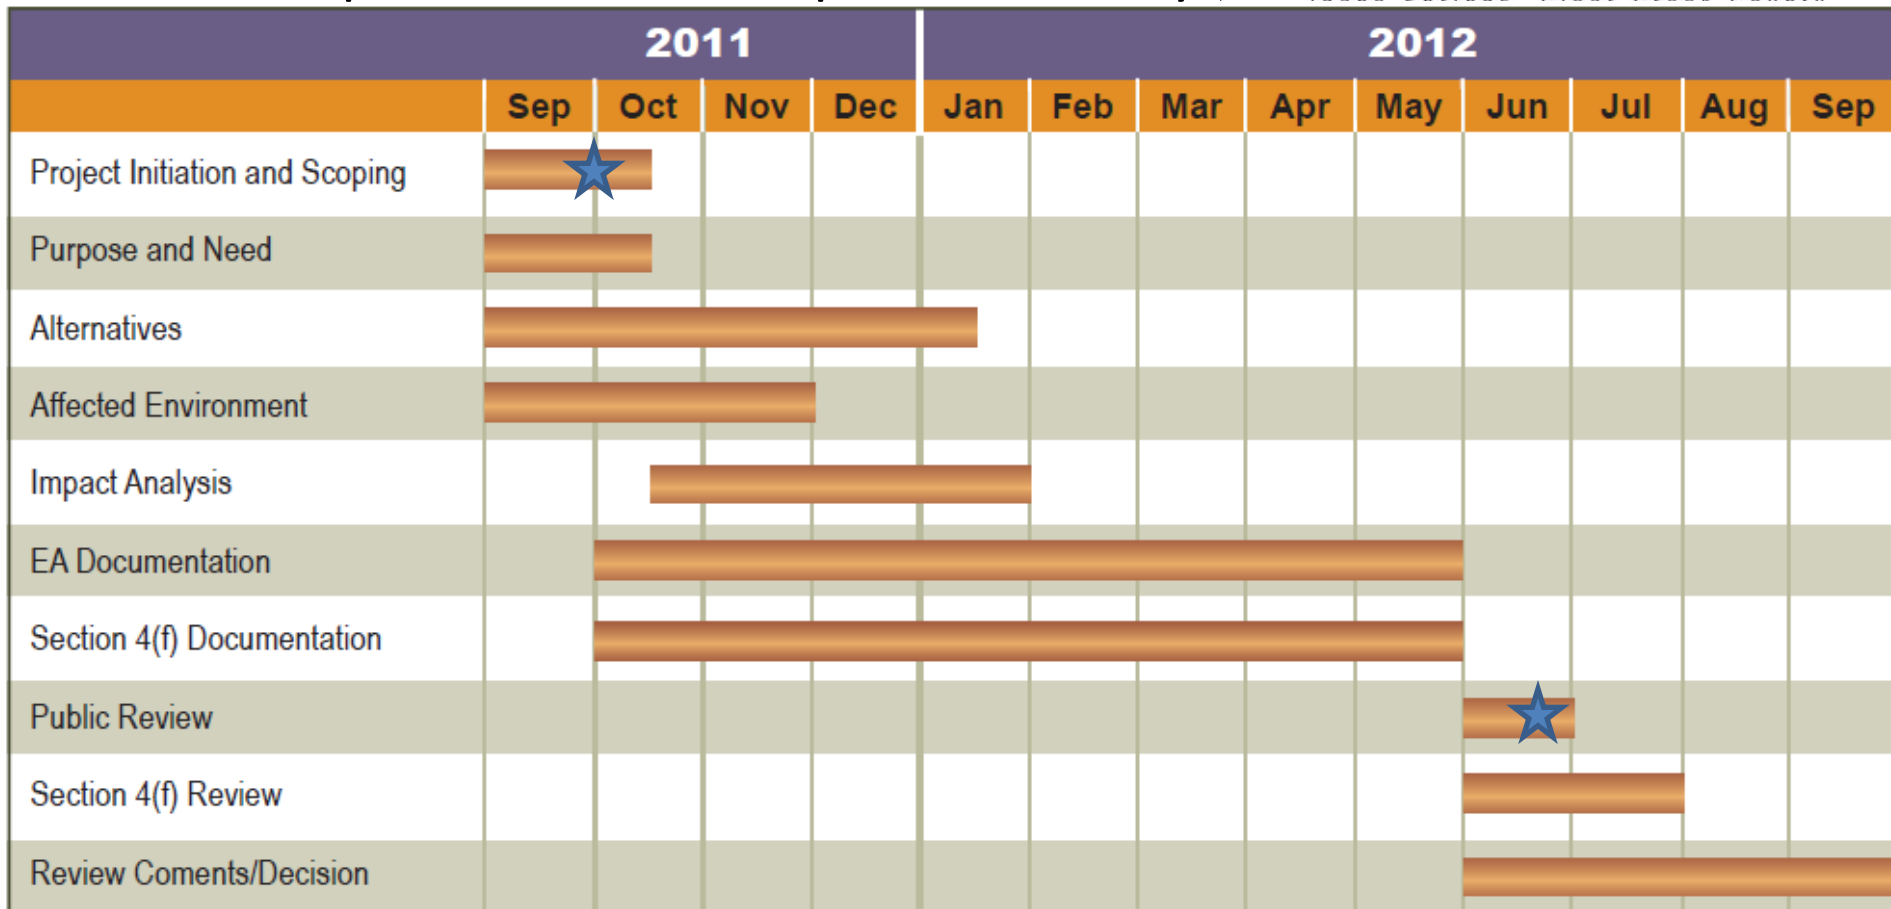 2011 2012
Sep Oct Nov Dec Jan Feb Mar Apr May Jun Jul Aug Sep
Project Initiation and Scoping
Purpose and Need
Alternatives
Affected Environment
Impact Analysis
EA Documentation
Section 4(f) Documentation
Public Review
Section 4(f) Review
Review Coments/Decision